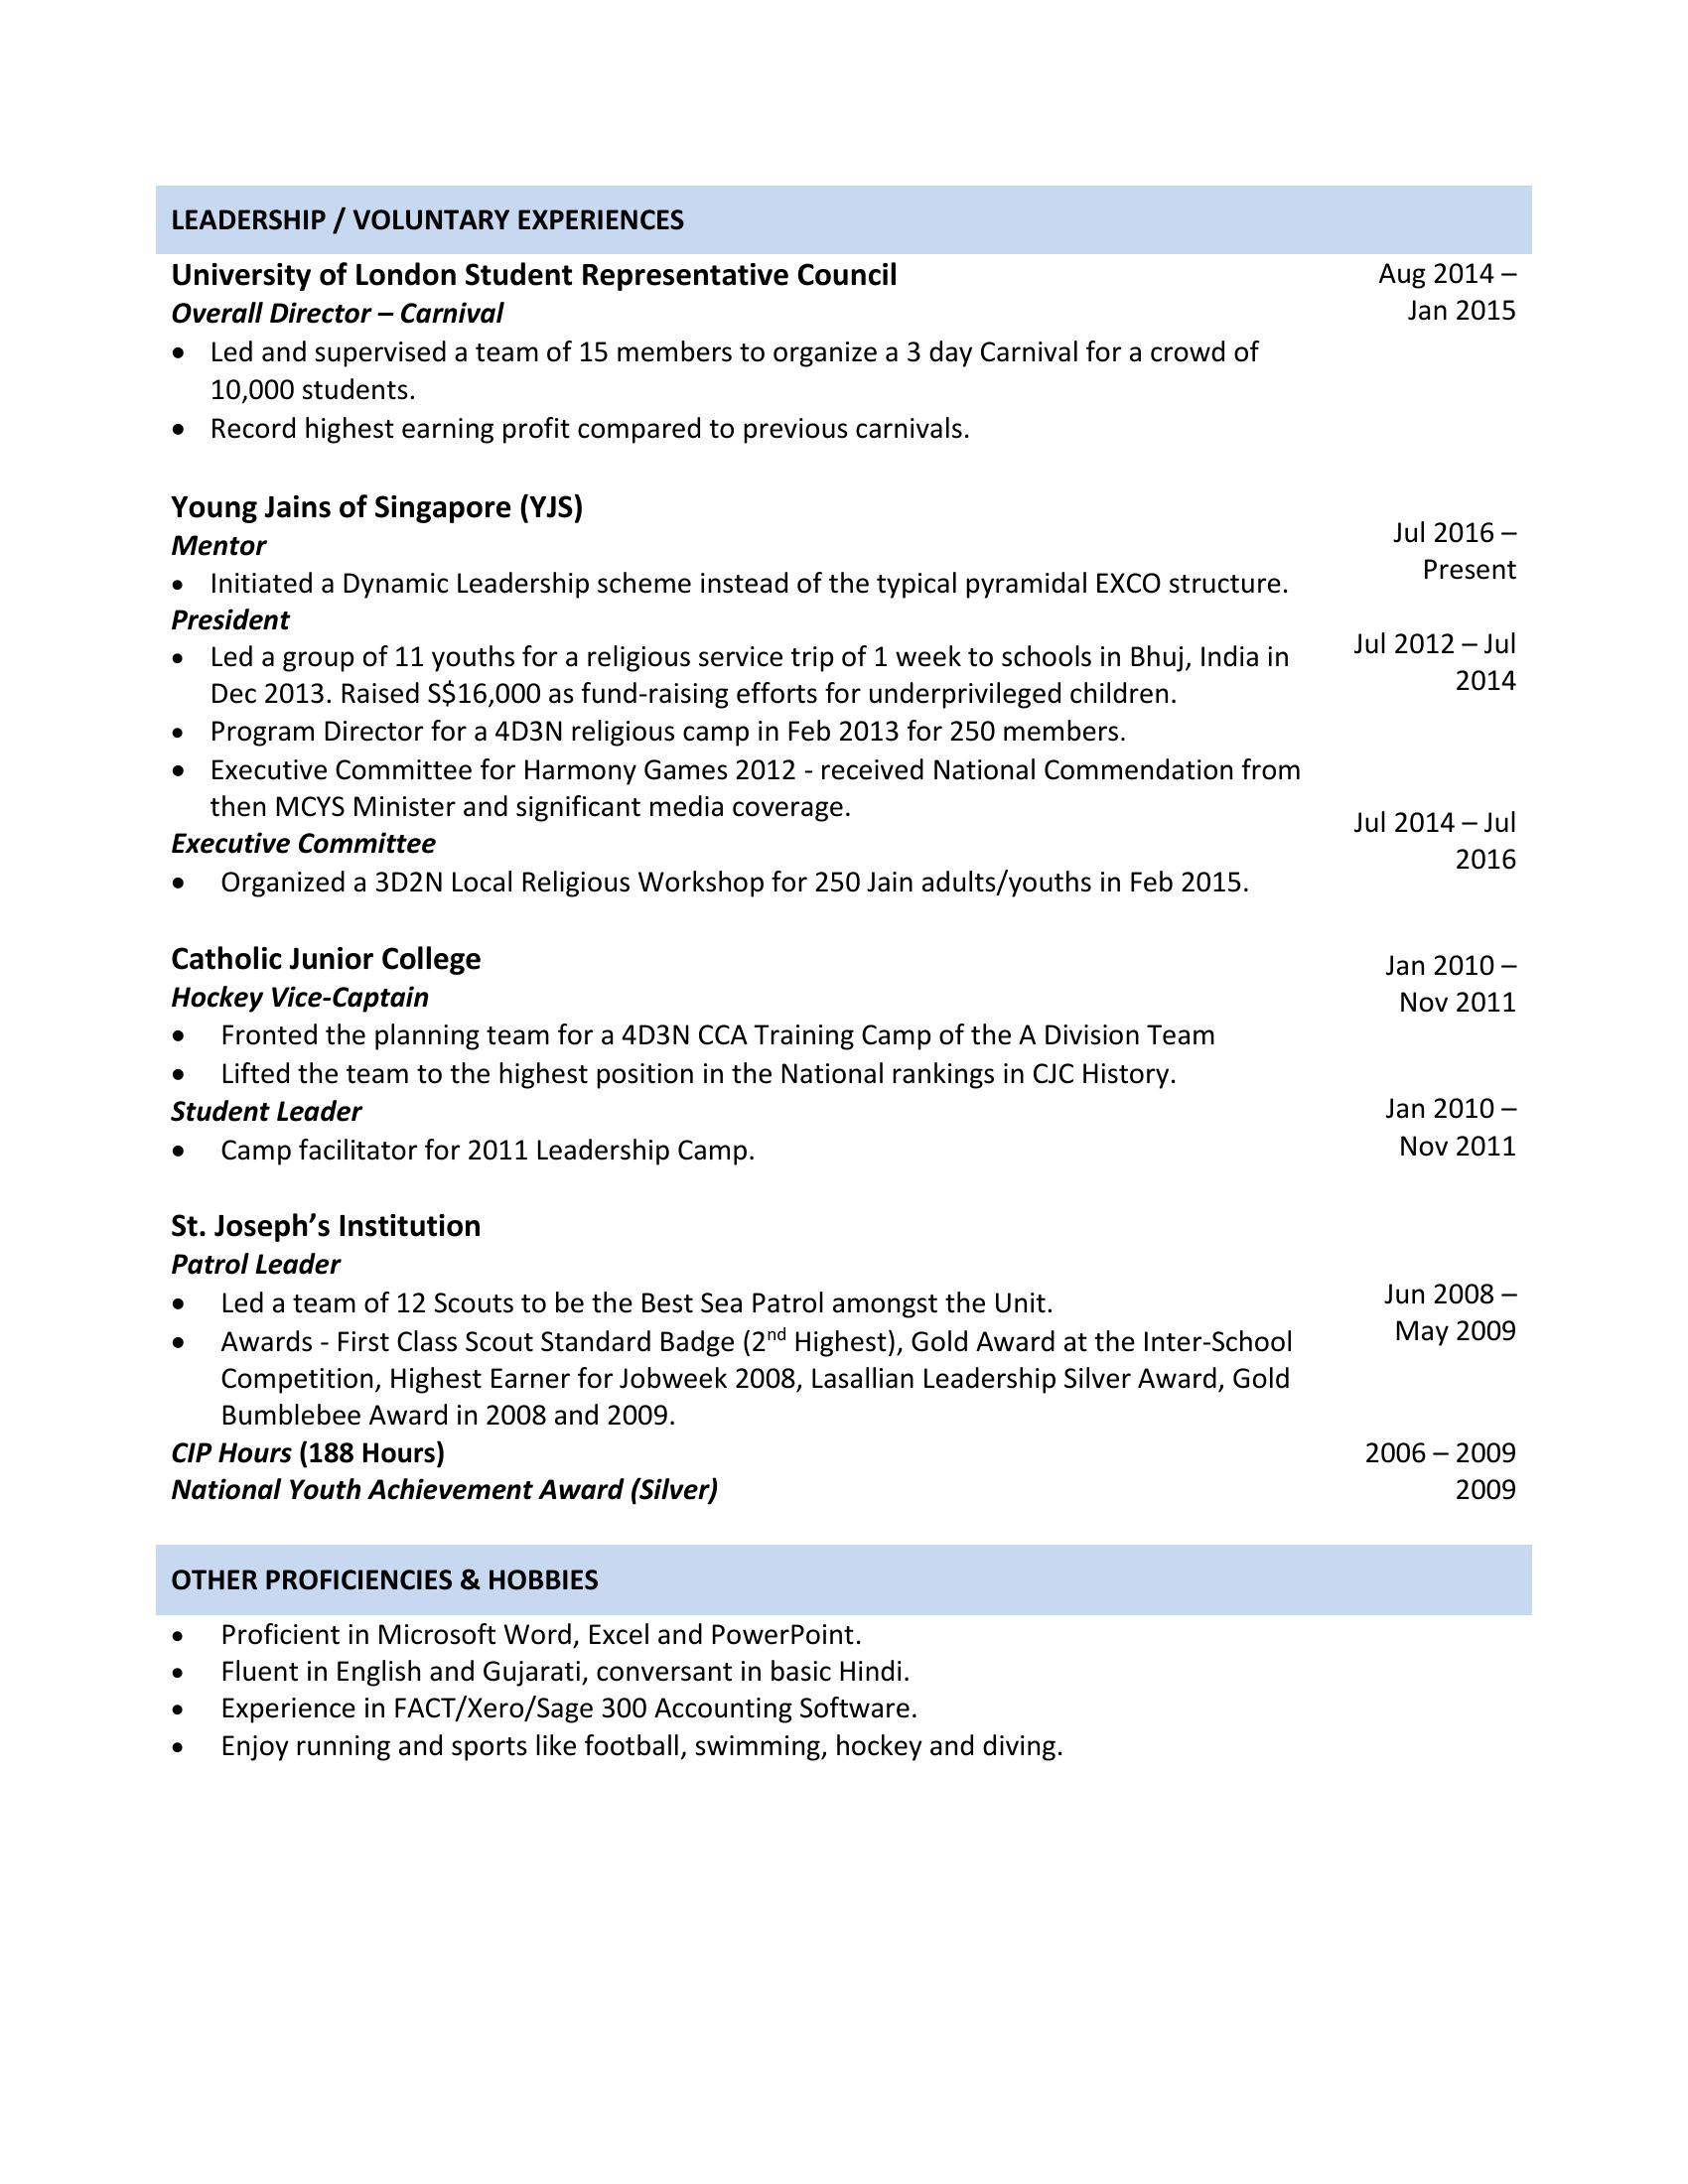 LEADERSHIP / VOLUNTARY EXPERIENCES
University of London Student Representative Council
Aug 2014 –
Overall Director – Carnival
Jan 2015
• Led and supervised a team of 15 members to organize a 3 day Carnival for a crowd of
10,000 students.
• Record highest earning profit compared to previous carnivals.
Young Jains of Singapore (YJS)
Jul 2016 –
Mentor
Present
• Initiated a Dynamic Leadership scheme instead of the typical pyramidal EXCO structure.
President
Jul 2012 – Jul
• Led a group of 11 youths for a religious service trip of 1 week to schools in Bhuj, India in
2014
Dec 2013. Raised S$16,000 as fund-raising efforts for underprivileged children.
• Program Director for a 4D3N religious camp in Feb 2013 for 250 members.
• Executive Committee for Harmony Games 2012 - received National Commendation from
then MCYS Minister and significant media coverage.
Jul 2014 – Jul
Executive Committee
2016
• Organized a 3D2N Local Religious Workshop for 250 Jain adults/youths in Feb 2015.
Catholic Junior College
Jan 2010 –
Hockey Vice-Captain
Nov 2011
• Fronted the planning team for a 4D3N CCA Training Camp of the A Division Team
• Lifted the team to the highest position in the National rankings in CJC History.
Student Leader
Jan 2010 –
• Camp facilitator for 2011 Leadership Camp.
Nov 2011
St. Joseph’s Institution
Patrol Leader
• Led a team of 12 Scouts to be the Best Sea Patrol amongst the Unit.
Jun 2008 –
• Awards - First Class Scout Standard Badge (2nd Highest), Gold Award at the Inter-School
May 2009
Competition, Highest Earner for Jobweek 2008, Lasallian Leadership Silver Award, Gold
Bumblebee Award in 2008 and 2009.
CIP Hours (188 Hours)
2006 – 2009
National Youth Achievement Award (Silver)
2009
OTHER PROFICIENCIES & HOBBIES
• Proficient in Microsoft Word, Excel and PowerPoint.
• Fluent in English and Gujarati, conversant in basic Hindi.
• Experience in FACT/Xero/Sage 300 Accounting Software.
• Enjoy running and sports like football, swimming, hockey and diving.